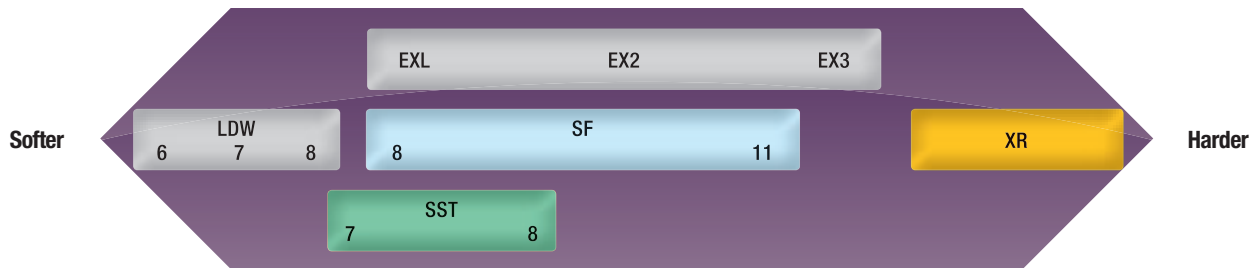 EXL EX2 EX3
Softer
LDW
6 7 8
SF
8 11
XR
Harder
SST
7 8